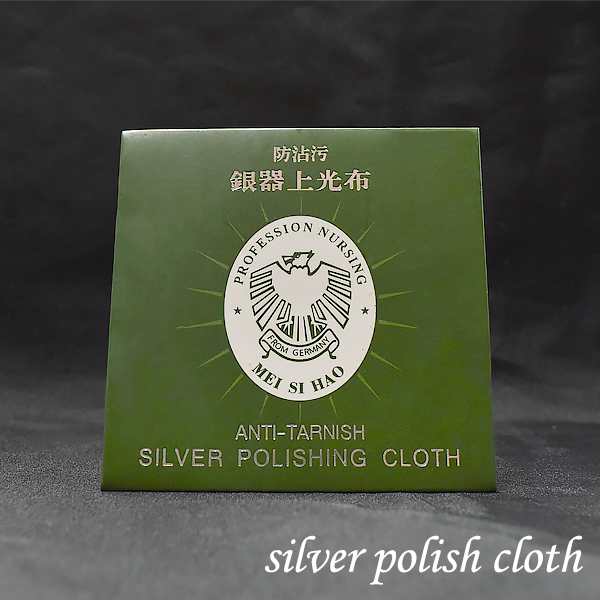 防沾污
銀器上光布
PROFESSION NURSING
FROM GERMANY
MEI SI HAO
ANTI-TARNISH
SILVER POLISHING CLOTH
silver polish cloth